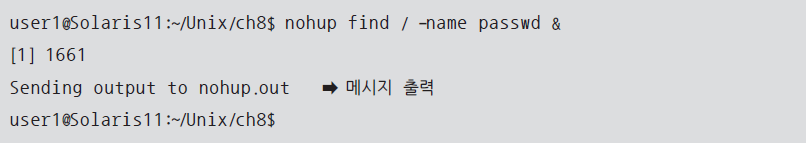 user1@Solaris11:~/Unix/ch8$ nohup find / -name passwd &
[1] 1661
Sending output to nohup.out ➡ 메시지 출력
user1@Solaris11:~/Unix/ch8$